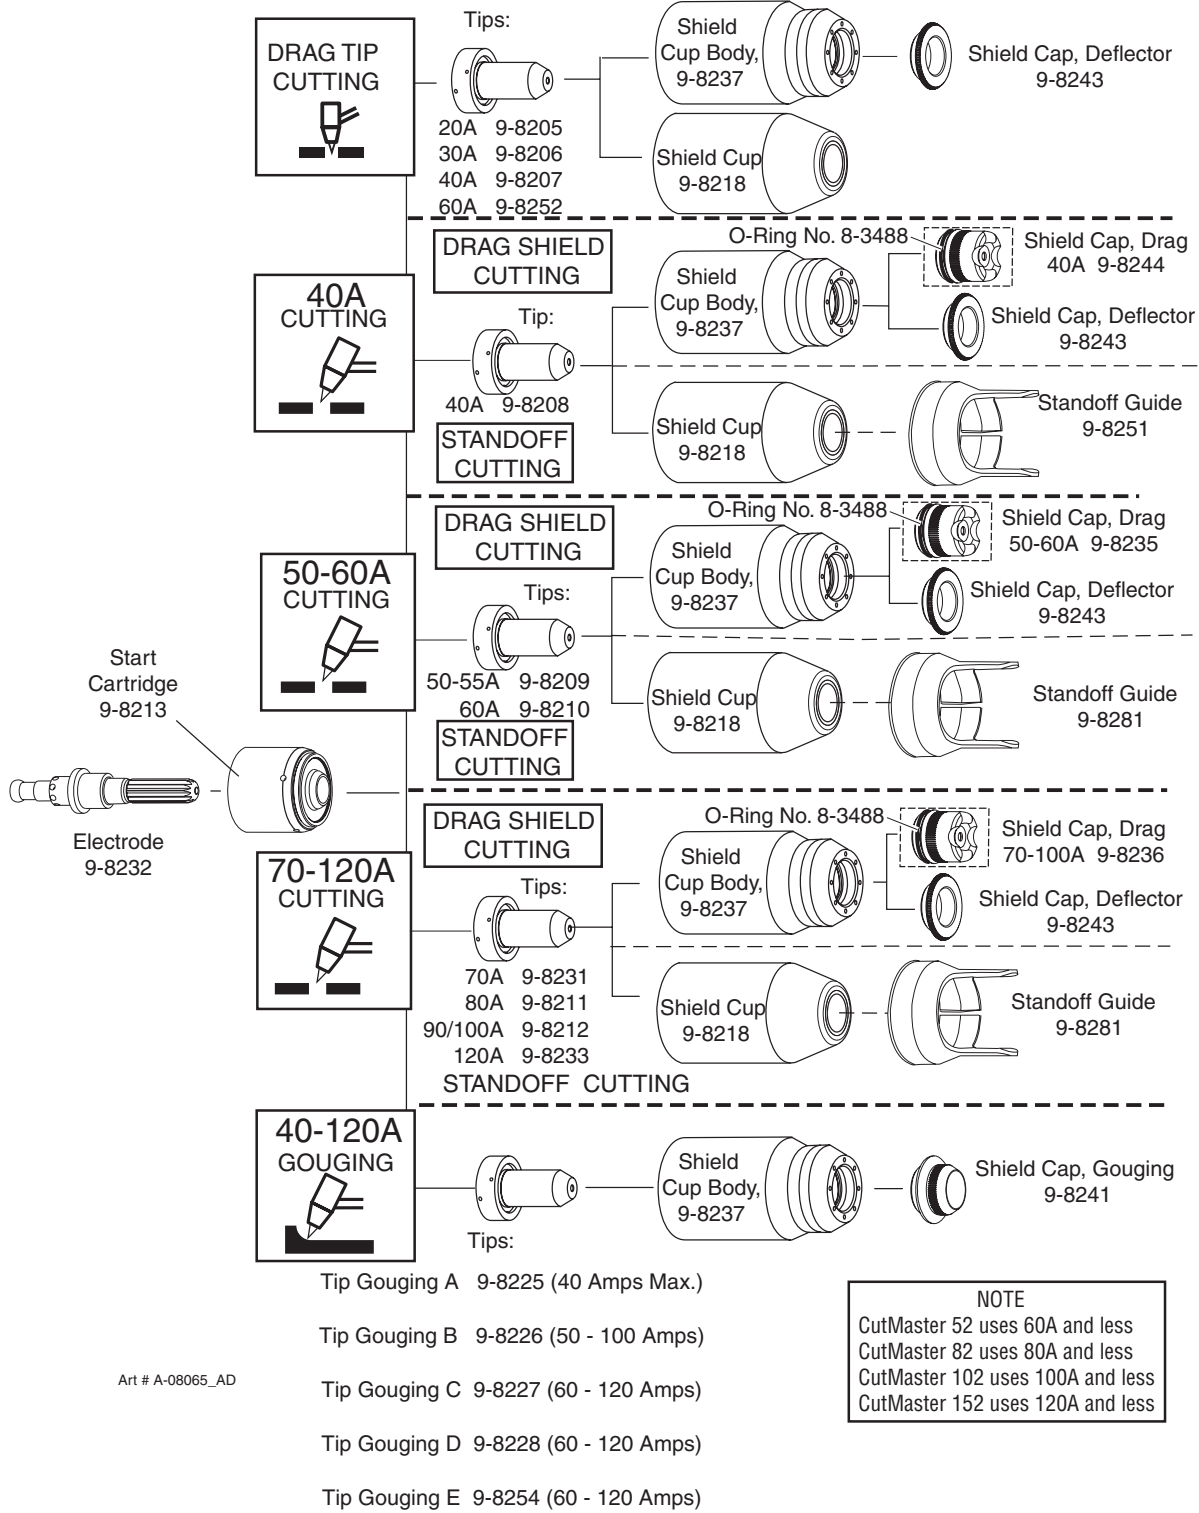 DRAG TIP
CUTTING
Tips:
20A 9-8205
30A 9-8206
40A 9-8207
60A 9-8252
Shield
Cup Body,
9-8237
Shield Cap, Deflector
9-8243
Shield Cup
9-8218
40A
CUTTING
DRAG SHIELD
CUTTING
Tip:
40A 9-8208
STANDOFF
CUTTING
O-Ring No. 8-3488
Shield
Cup Body,
9-8237
Shield Cap, Drag
40A 9-8244
Shield Cap, Deflector
9-8243
Shield Cup
9-8218
Standoff Guide
9-8251
50-60A
CUTTING
DRAG SHIELD
CUTTING
Tips:
50-55A 9-8209
60A 9-8210
STANDOFF
CUTTING
O-Ring No. 8-3488
Shield
Cup Body,
9-8237
Shield Cap, Drag
50-60A 9-8235
Shield Cap, Deflector
9-8243
Shield Cup
9-8218
Standoff Guide
9-8281
Start
Cartridge
9-8213
Electrode
9-8232
70-120A
CUTTING
DRAG SHIELD
CUTTING
Tips:
70A 9-8231
80A 9-8211
90/100A 9-8212
120A 9-8233
STANDOFF CUTTING
O-Ring No. 8-3488
Shield
Cup Body,
9-8237
Shield Cap, Drag
70-100A 9-8236
Shield Cap, Deflector
9-8243
Shield Cup
9-8218
Standoff Guide
9-8281
40-120A
GOUGING
Tips:
Shield
Cup Body,
9-8237
Shield Cap, Gouging
9-8241
Tip Gouging A 9-8225 (40 Amps Max.)
Tip Gouging B 9-8226 (50 - 100 Amps)
Tip Gouging C 9-8227 (60 - 120 Amps)
Tip Gouging D 9-8228 (60 - 120 Amps)
Tip Gouging E 9-8254 (60 - 120 Amps)
NOTE
CutMaster 52 uses 60A and less
CutMaster 82 uses 80A and less
CutMaster 102 uses 100A and less
CutMaster 152 uses 120A and less
Art # A-08065_AD